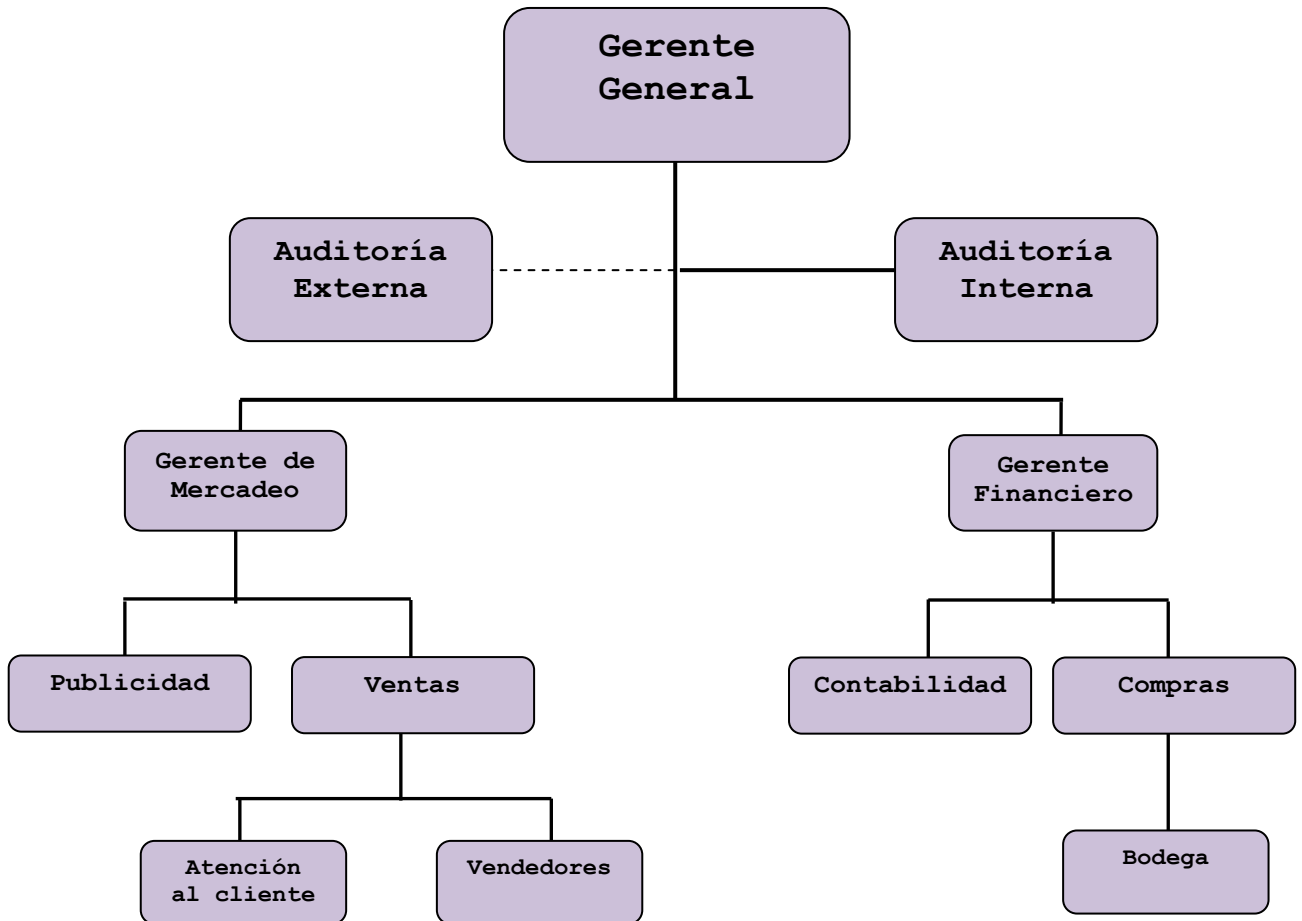 Gerente
General
Auditoría
Externa
Auditoría
Interna
Gerente de
Mercadeo
Gerente
Financiero
Publicidad
Ventas
Contabilidad
Compras
Atención
al cliente
Vendedores
Bodega